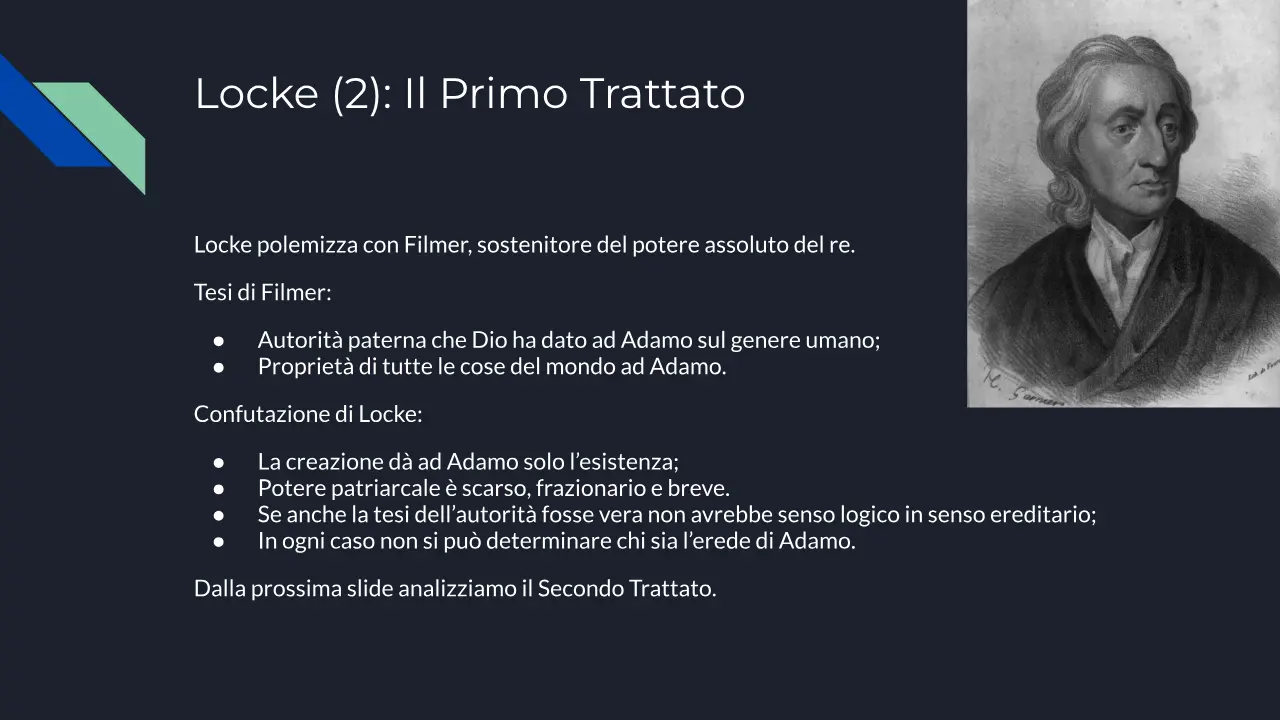 Locke (2): Il Primo Trattato
Locke polemizza con Filmer, sostenitore del potere assoluto del re.
Tesi di Filmer:
● Autorità paterna che Dio ha dato ad Adamo sul genere umano;
● Proprietà di tutte le cose del mondo ad Adamo.
Confutazione di Locke:
● La creazione dà ad Adamo solo l’esistenza;
● Potere patriarcale è scarso, frazionario e breve.
● Se anche la tesi dell’autorità fosse vera non avrebbe senso logico in senso ereditario;
● In ogni caso non si può determinare chi sia l’erede di Adamo.
Dalla prossima slide analizziamo il Secondo Trattato.